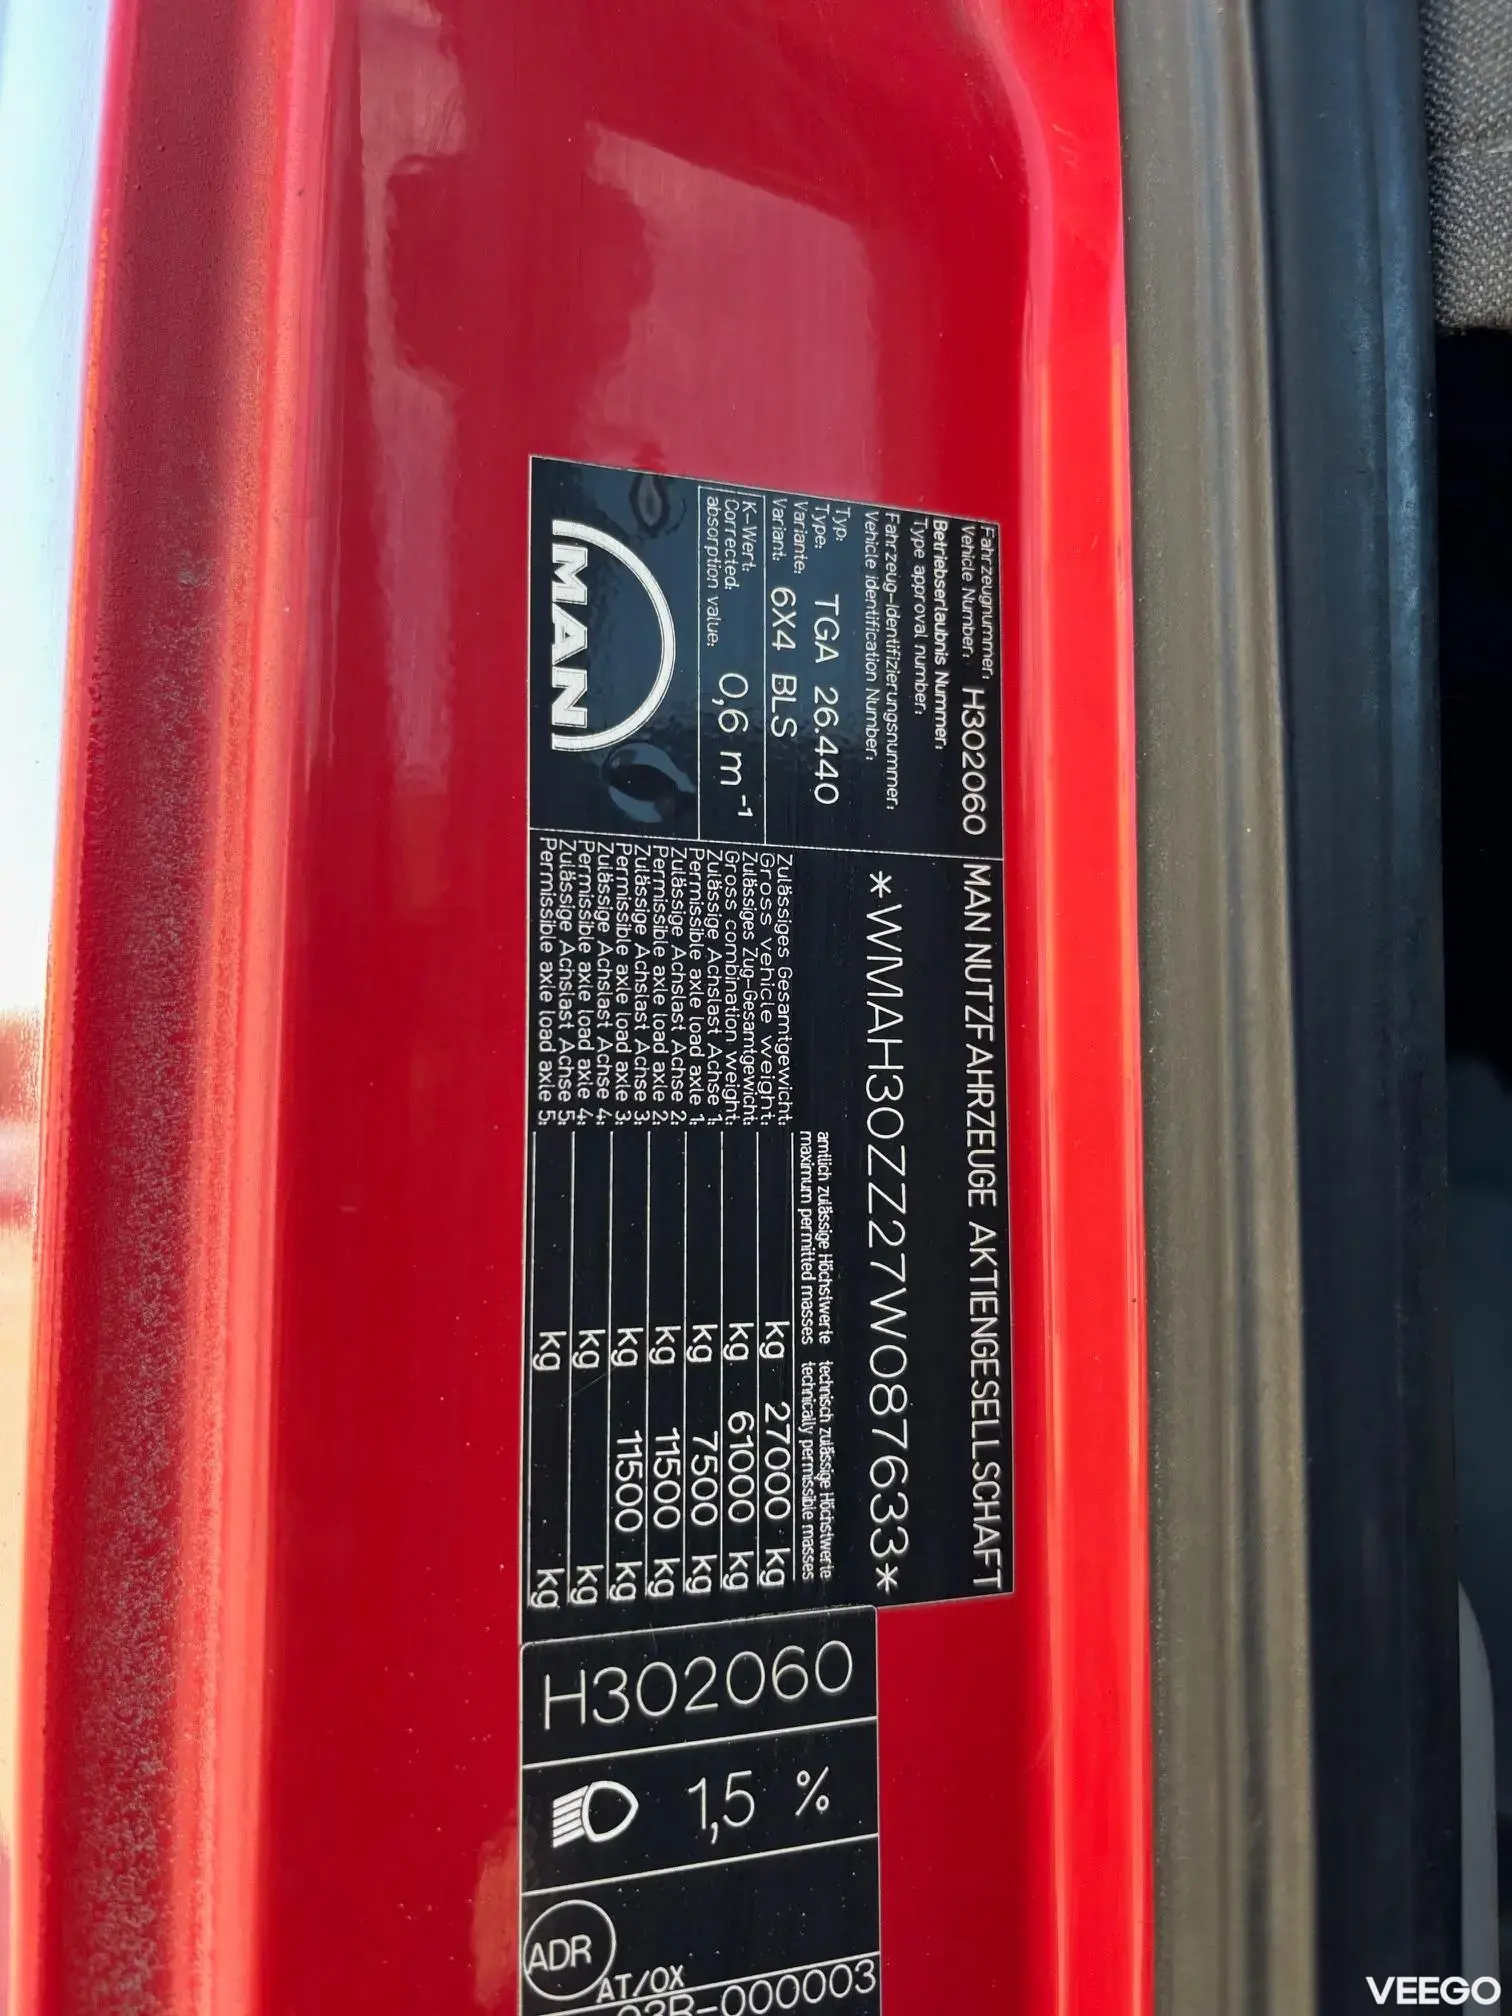 Fahrzeugnummer:
Vehicle Number: H302060
MAN NUTZFAHRZEUGE AKTIENGESELLSCHAFT
Betriebserlaubnis Nummer:
Type approval number:
Fahrzeug-Identifizierungsnummer:
Vehicle identification Number:
*WMAH30ZZ27W087633*
Typ:
Type: TGA 26.440
Variante:
Variant: 6X4 BLS
K-Wert:
Corrected: 0,6 m⁻¹
absorption value:
MAN
amtlich zulässige Höchstwerte technisch zulässige Höchstwerte
maximum permitted masses technically permissible masses
Zulässiges Gesamtgewicht:
Gross vehicle weight: kg 27000 kg
Zulässiges Zug-Gesamtgewicht:
Gross combination weight: kg 61000 kg
Zulässige Achslast Achse 1:
Permissible axle load axle 1: kg 7500 kg
Zulässige Achslast Achse 2:
Permissible axle load axle 2: kg 11500 kg
Zulässige Achslast Achse 3:
Permissible axle load axle 3: kg 11500 kg
Zulässige Achslast Achse 4:
Permissible axle load axle 4: kg kg
Zulässige Achslast Achse 5:
Permissible axle load axle 5: kg kg
H302060
1,5 %
ADR
AT/OX
03R-000003
VEEGO